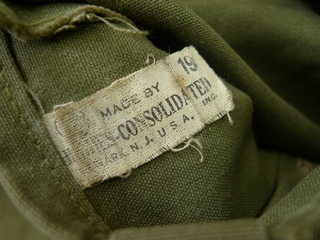 19
MADE BY
CONSOLIDATED
N.J. U.S.A. INC.